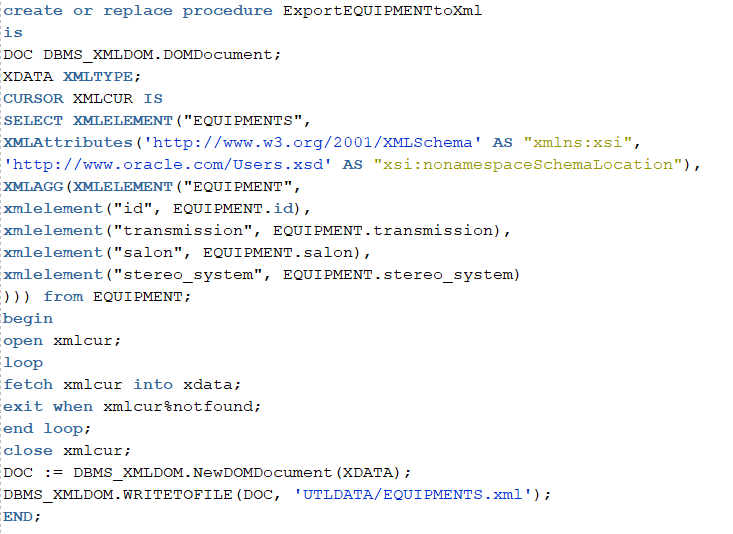 create or replace procedure ExportEQUIPMENTtoXml
is
DOC DBMS_XMLDOM.DOMDocument;
XDATA XMLTYPE;
CURSOR XMLCUR IS
SELECT XMLELEMENT("EQUIPMENTS",
XMLAttributes('http://www.w3.org/2001/XMLSchema' AS "xmlns:xsi",
'http://www.oracle.com/Users.xsd' AS "xsi:nonamespaceSchemaLocation"),
XMLAGG(XMLELEMENT("EQUIPMENT",
xmlelement("id", EQUIPMENT.id),
xmlelement("transmission", EQUIPMENT.transmission),
xmlelement("salon", EQUIPMENT.salon),
xmlelement("stereo_system", EQUIPMENT.stereo_system)
))) from EQUIPMENT;
begin
open xmlcur;
loop
fetch xmlcur into xdata;
exit when xmlcur%notfound;
end loop;
close xmlcur;
DOC := DBMS_XMLDOM.NewDOMDocument(XDATA);
DBMS_XMLDOM.WRITETOFILE(DOC, 'UTLDATA/EQUIPMENTS.xml');
END;